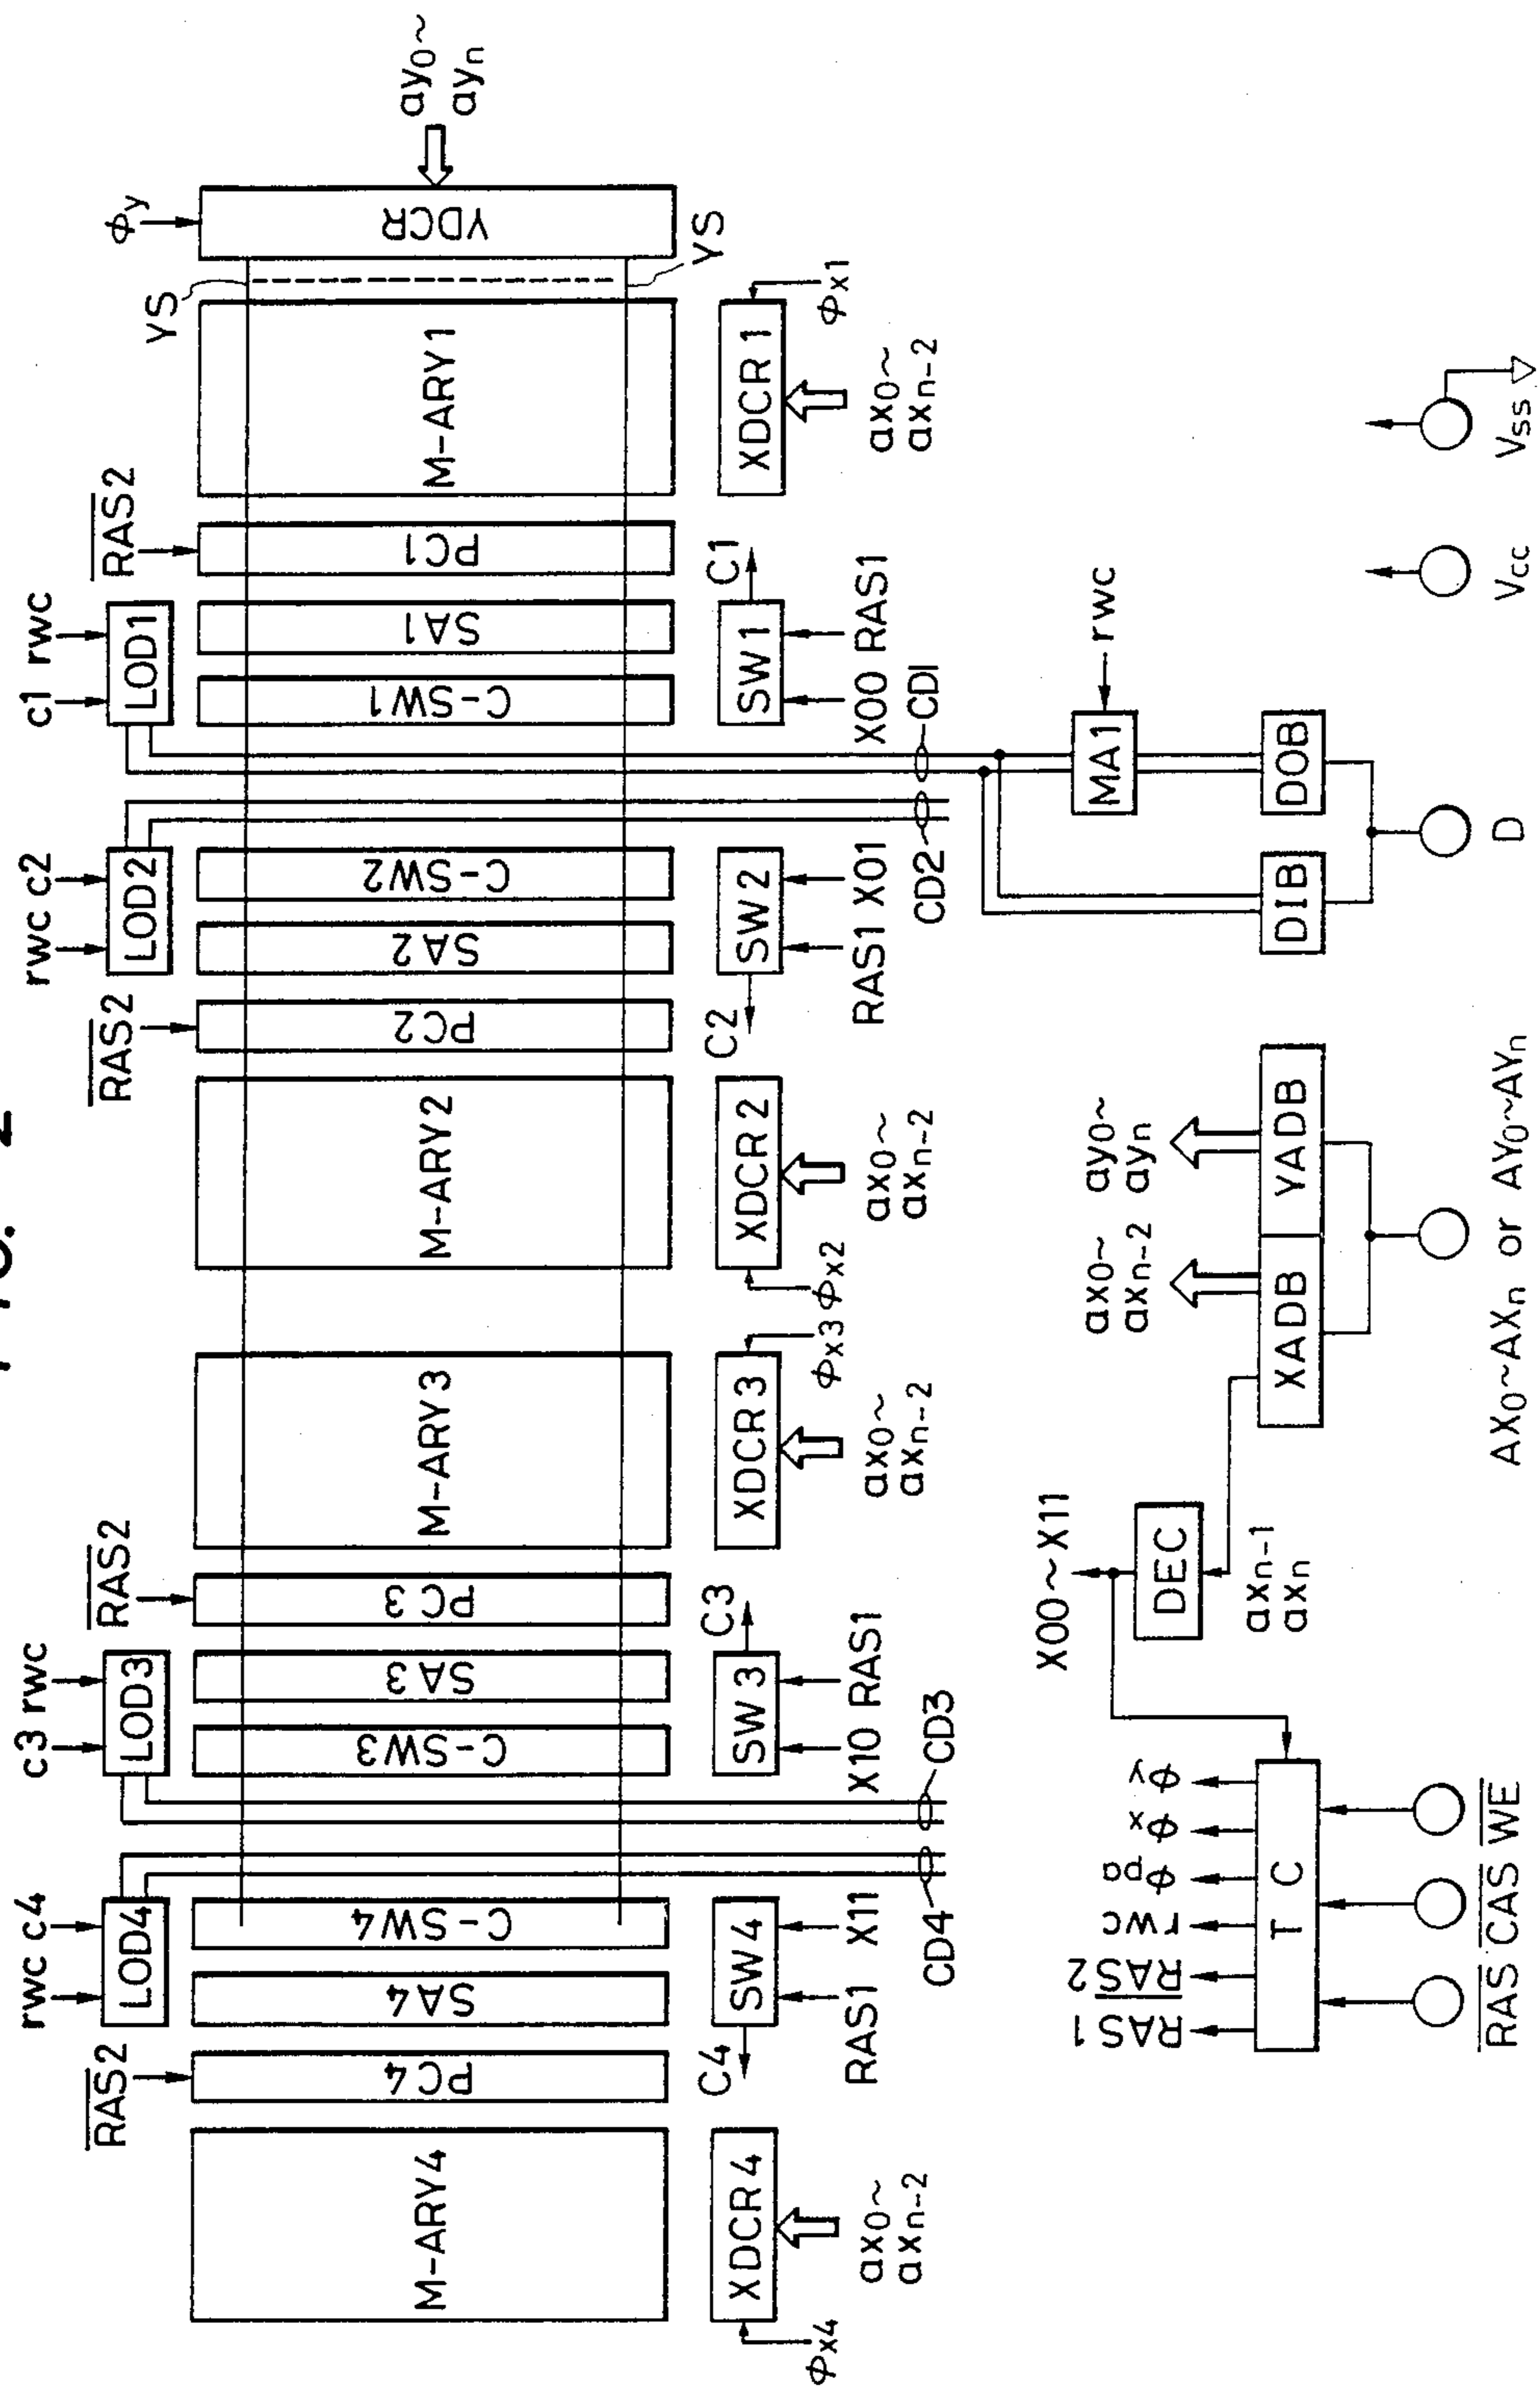 FIG. 2
rwc c4
c3 rwc
rwc c2
c1 rwc
RAS2
LOD4
RAS2
LOD3
RAS2
LOD2
RAS2
LOD1
YS
φy
M-ARY4
PC4
SA4
C-SW4
C-SW3
SA3
PC3
M-ARY3
M-ARY2
PC2
SA2
C-SW2
C-SW1
SA1
PC1
M-ARY1
YDCR
ay0~
ayn
YS
C4
C3
C2
C1
XDCR4
SW4
SW3
XDCR3
XDCR2
SW2
SW1
XDCR1
φx4
φx3
φx2
φx1
RAS1 X11
X10 RAS1
RAS1 X01
X00 RAS1
ax0~
axn-2
ax0~
axn-2
ax0~
axn-2
ax0~
axn-2
CD4
CD3
CD2
CD1
X00~X11
RAS1
RAS2
rwc
φpa
φx
φy
DEC
axn-1
axn
ax0~
axn-2
ay0~
ayn
MA1
rwc
TC
XADB
YADB
DIB
DOB
RAS CAS WE
AX0~AXn or AY0~AYn
D
Vcc
Vss